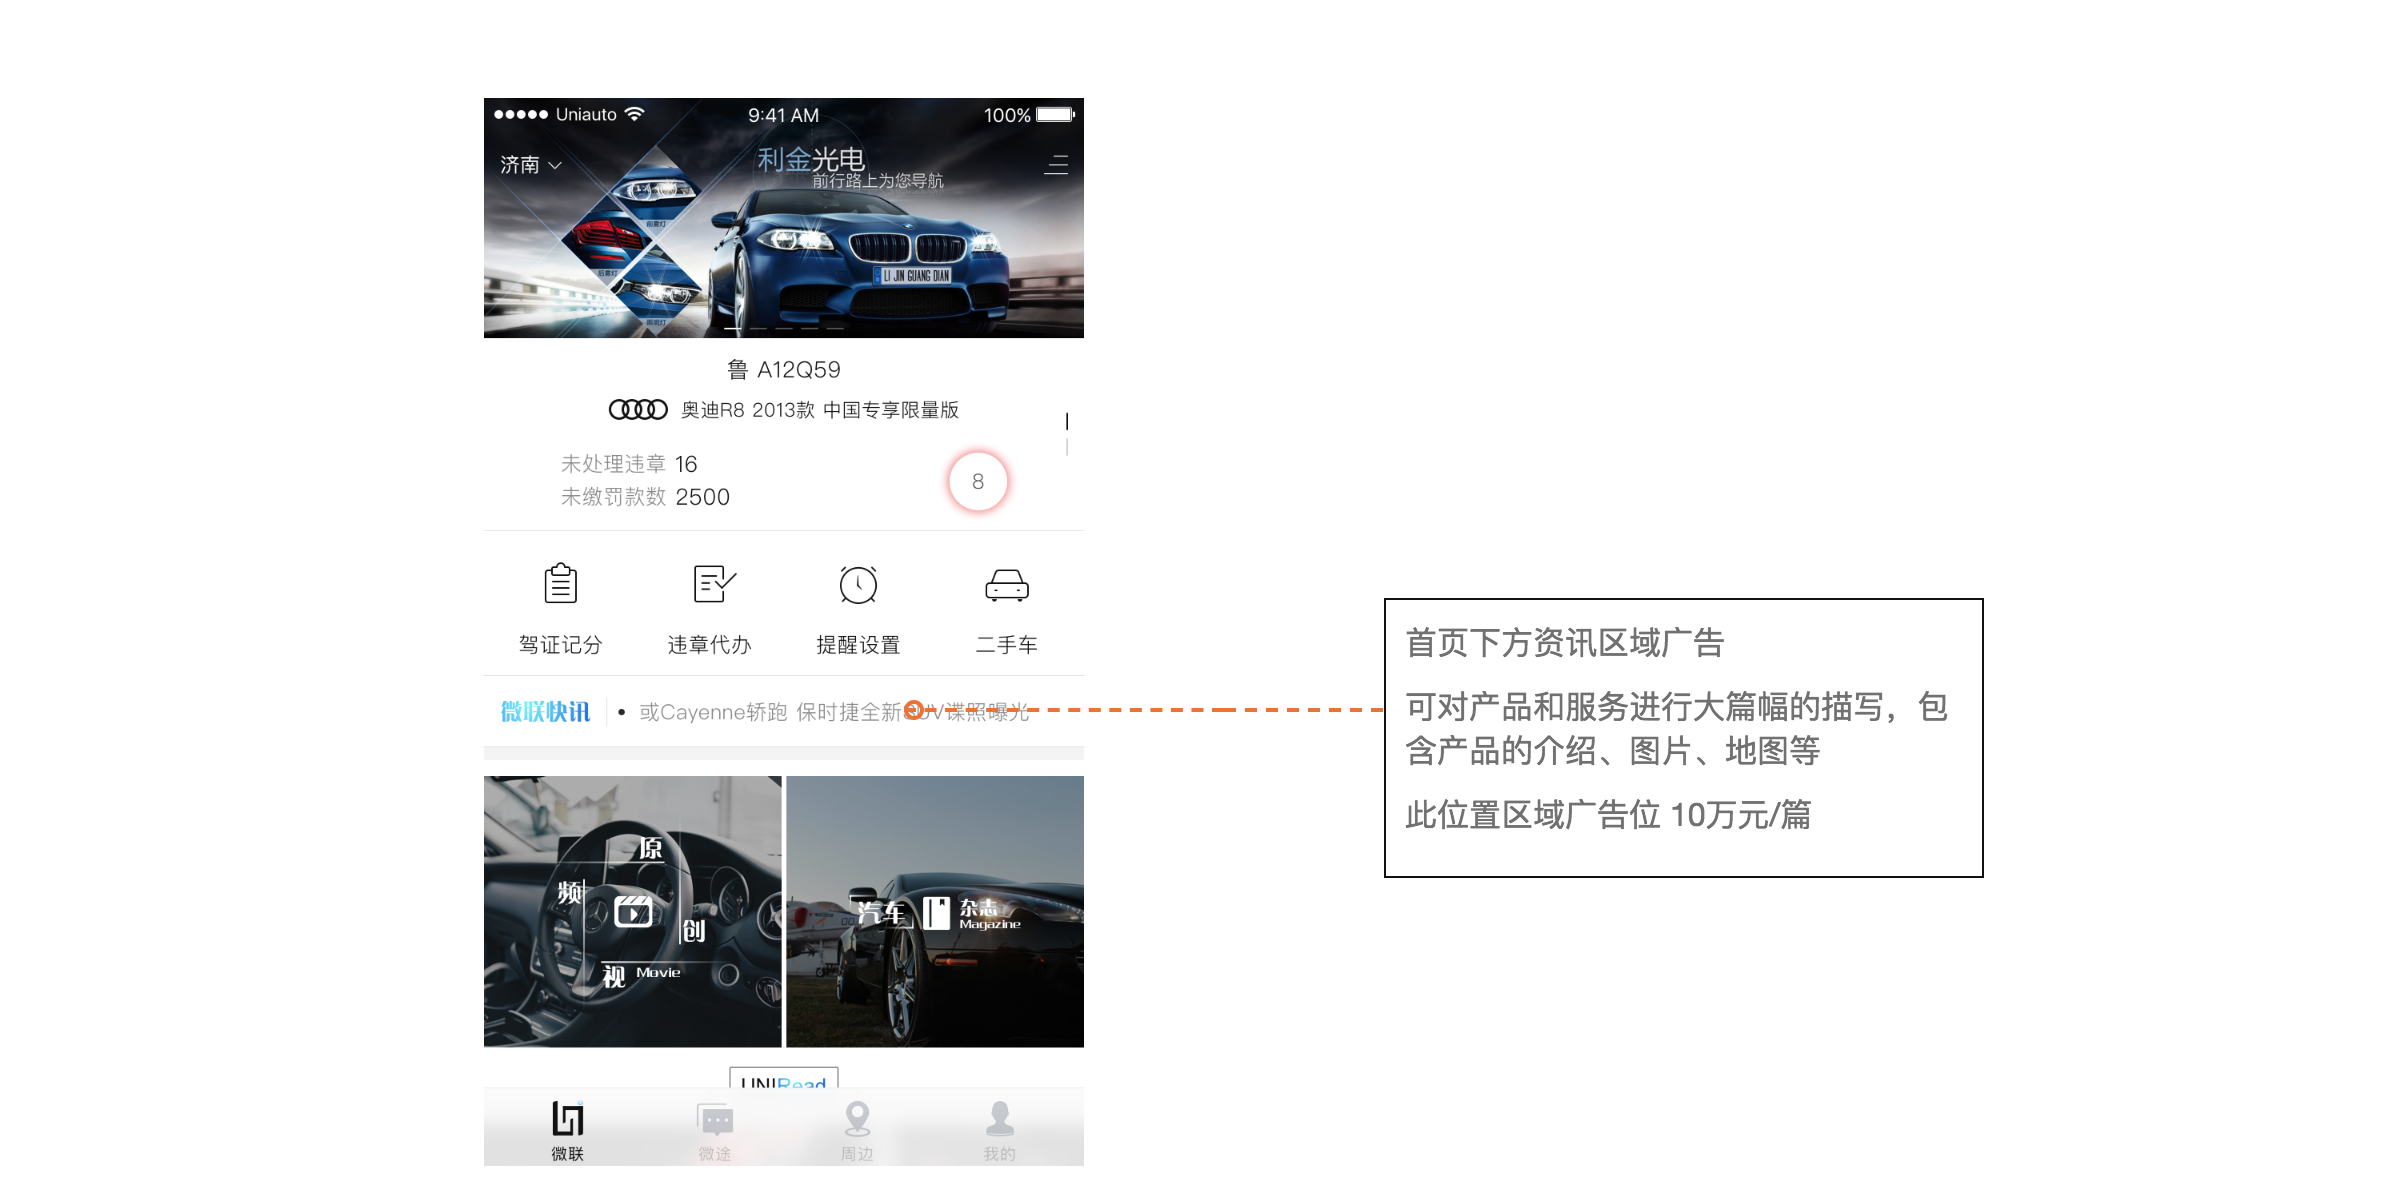 Uniauto
9:41 AM
100%
济南
利金光电
前行路上为您导航
前雾灯
后雾灯
LI JIN GUANG DIAN
鲁 A12Q59
奥迪R8 2013款 中国专享限量版
未处理违章 16
未缴罚款数 2500
8
驾证记分
违章代办
提醒设置
二手车
微联快讯
• 或Cayenne轿跑 保时捷全新SUV谍照曝光
首页下方资讯区域广告
可对产品和服务进行大篇幅的描写，包
含产品的介绍、图片、地图等
此位置区域广告位 10万元/篇
原
频
创
视 Movie
汽车
杂志
Magazine
UNIRead
微联
微途
周边
我的